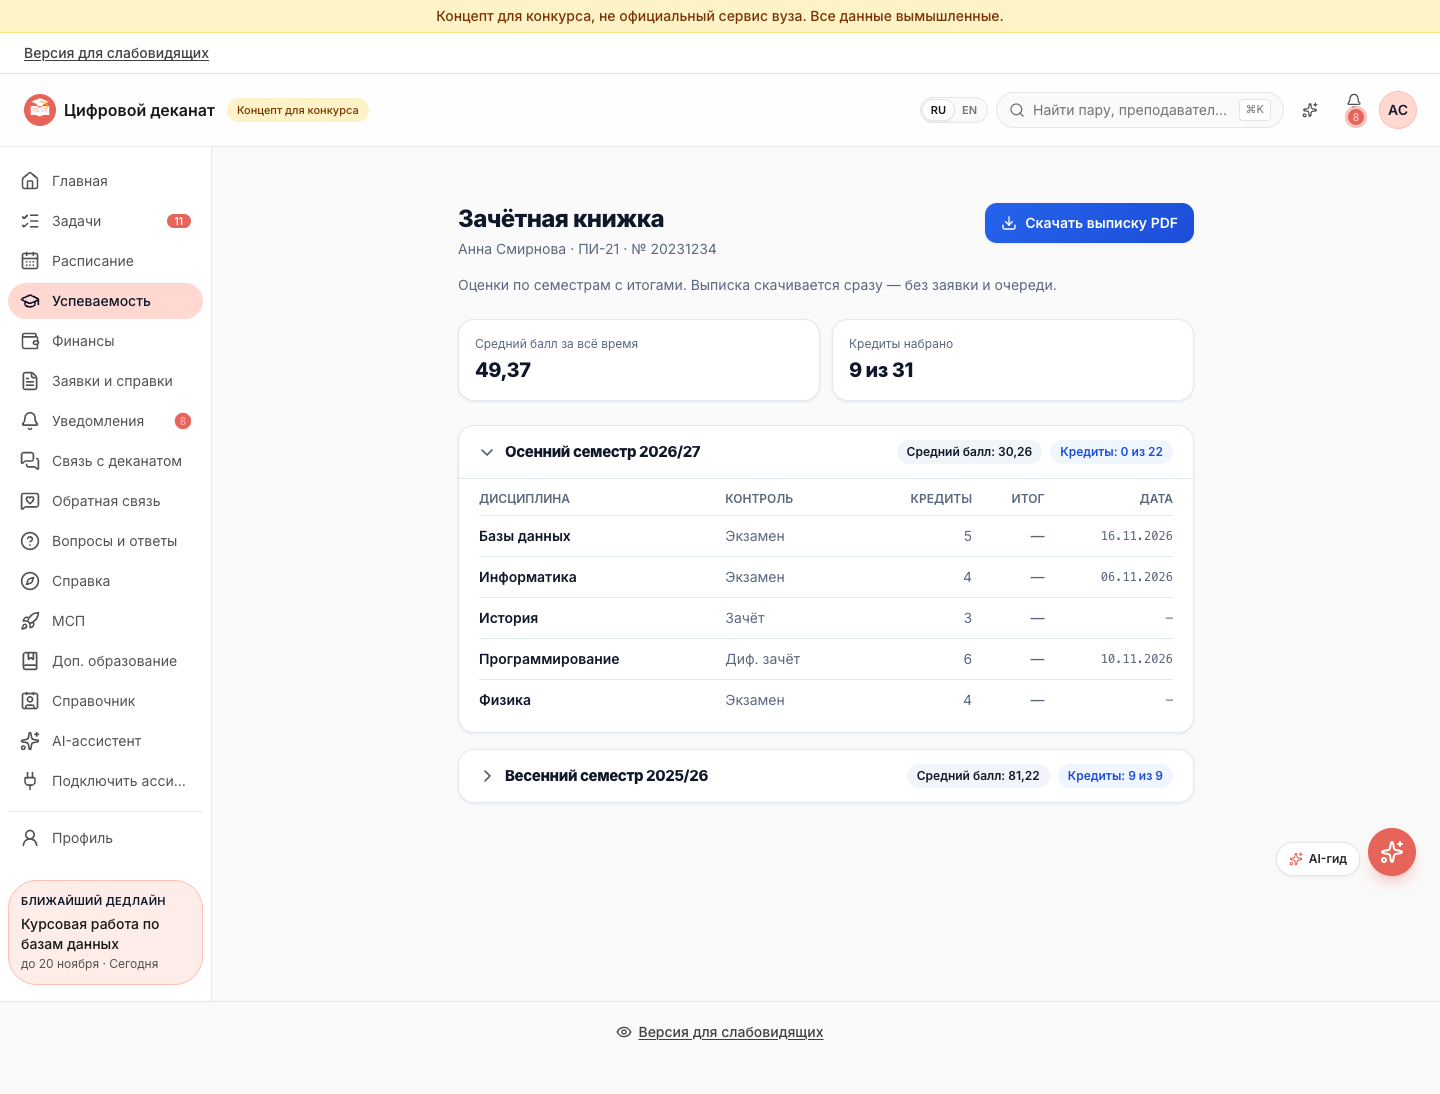 Концепт для конкурса, не официальный сервис вуза. Все данные вымышленные.
Версия для слабовидящих
Цифровой деканат
Концепт для конкурса
RU EN
Найти пару, преподавател...
⌘K
8
АС
Главная
Задачи 11
Расписание
Успеваемость
Финансы
Заявки и справки
Уведомления 8
Связь с деканатом
Обратная связь
Вопросы и ответы
Справка
МСП
Доп. образование
Справочник
AI-ассистент
Подключить асси...
Профиль
БЛИЖАЙШИЙ ДЕДЛАЙН
Курсовая работа по
базам данных
до 20 ноября · Сегодня
Зачётная книжка
Анна Смирнова · ПИ-21 · № 20231234
Скачать выписку PDF
Оценки по семестрам с итогами. Выписка скачивается сразу — без заявки и очереди.
Средний балл за всё время
49,37
Кредиты набрано
9 из 31
Осенний семестр 2026/27 Средний балл: 30,26 Кредиты: 0 из 22
ДИСЦИПЛИНА КОНТРОЛЬ КРЕДИТЫ ИТОГ ДАТА
Базы данных Экзамен 5 — 16.11.2026
Информатика Экзамен 4 — 06.11.2026
История Зачёт 3 — —
Программирование Диф. зачёт 6 — 10.11.2026
Физика Экзамен 4 — —
Весенний семестр 2025/26 Средний балл: 81,22 Кредиты: 9 из 9
AI-гид
Версия для слабовидящих